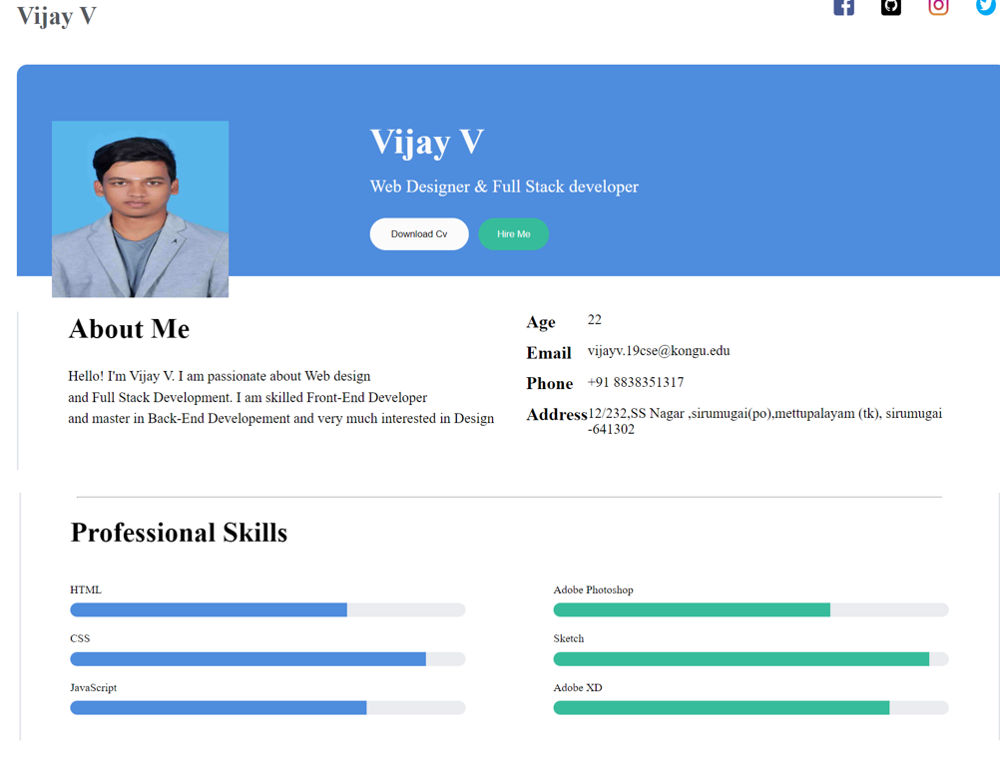 Vijay V
Vijay V
Web Designer & Full Stack developer
Download Cv
Hire Me
About Me
Hello! I'm Vijay V. I am passionate about Web design
and Full Stack Development. I am skilled Front-End Developer
and master in Back-End Developement and very much interested in Design
Age 22
Email vijayv.19cse@kongu.edu
Phone +91 8838351317
Address 12/232,SS Nagar ,sirumugai(po),mettupalayam (tk), sirumugai
-641302
Professional Skills
HTML
CSS
JavaScript
Adobe Photoshop
Sketch
Adobe XD